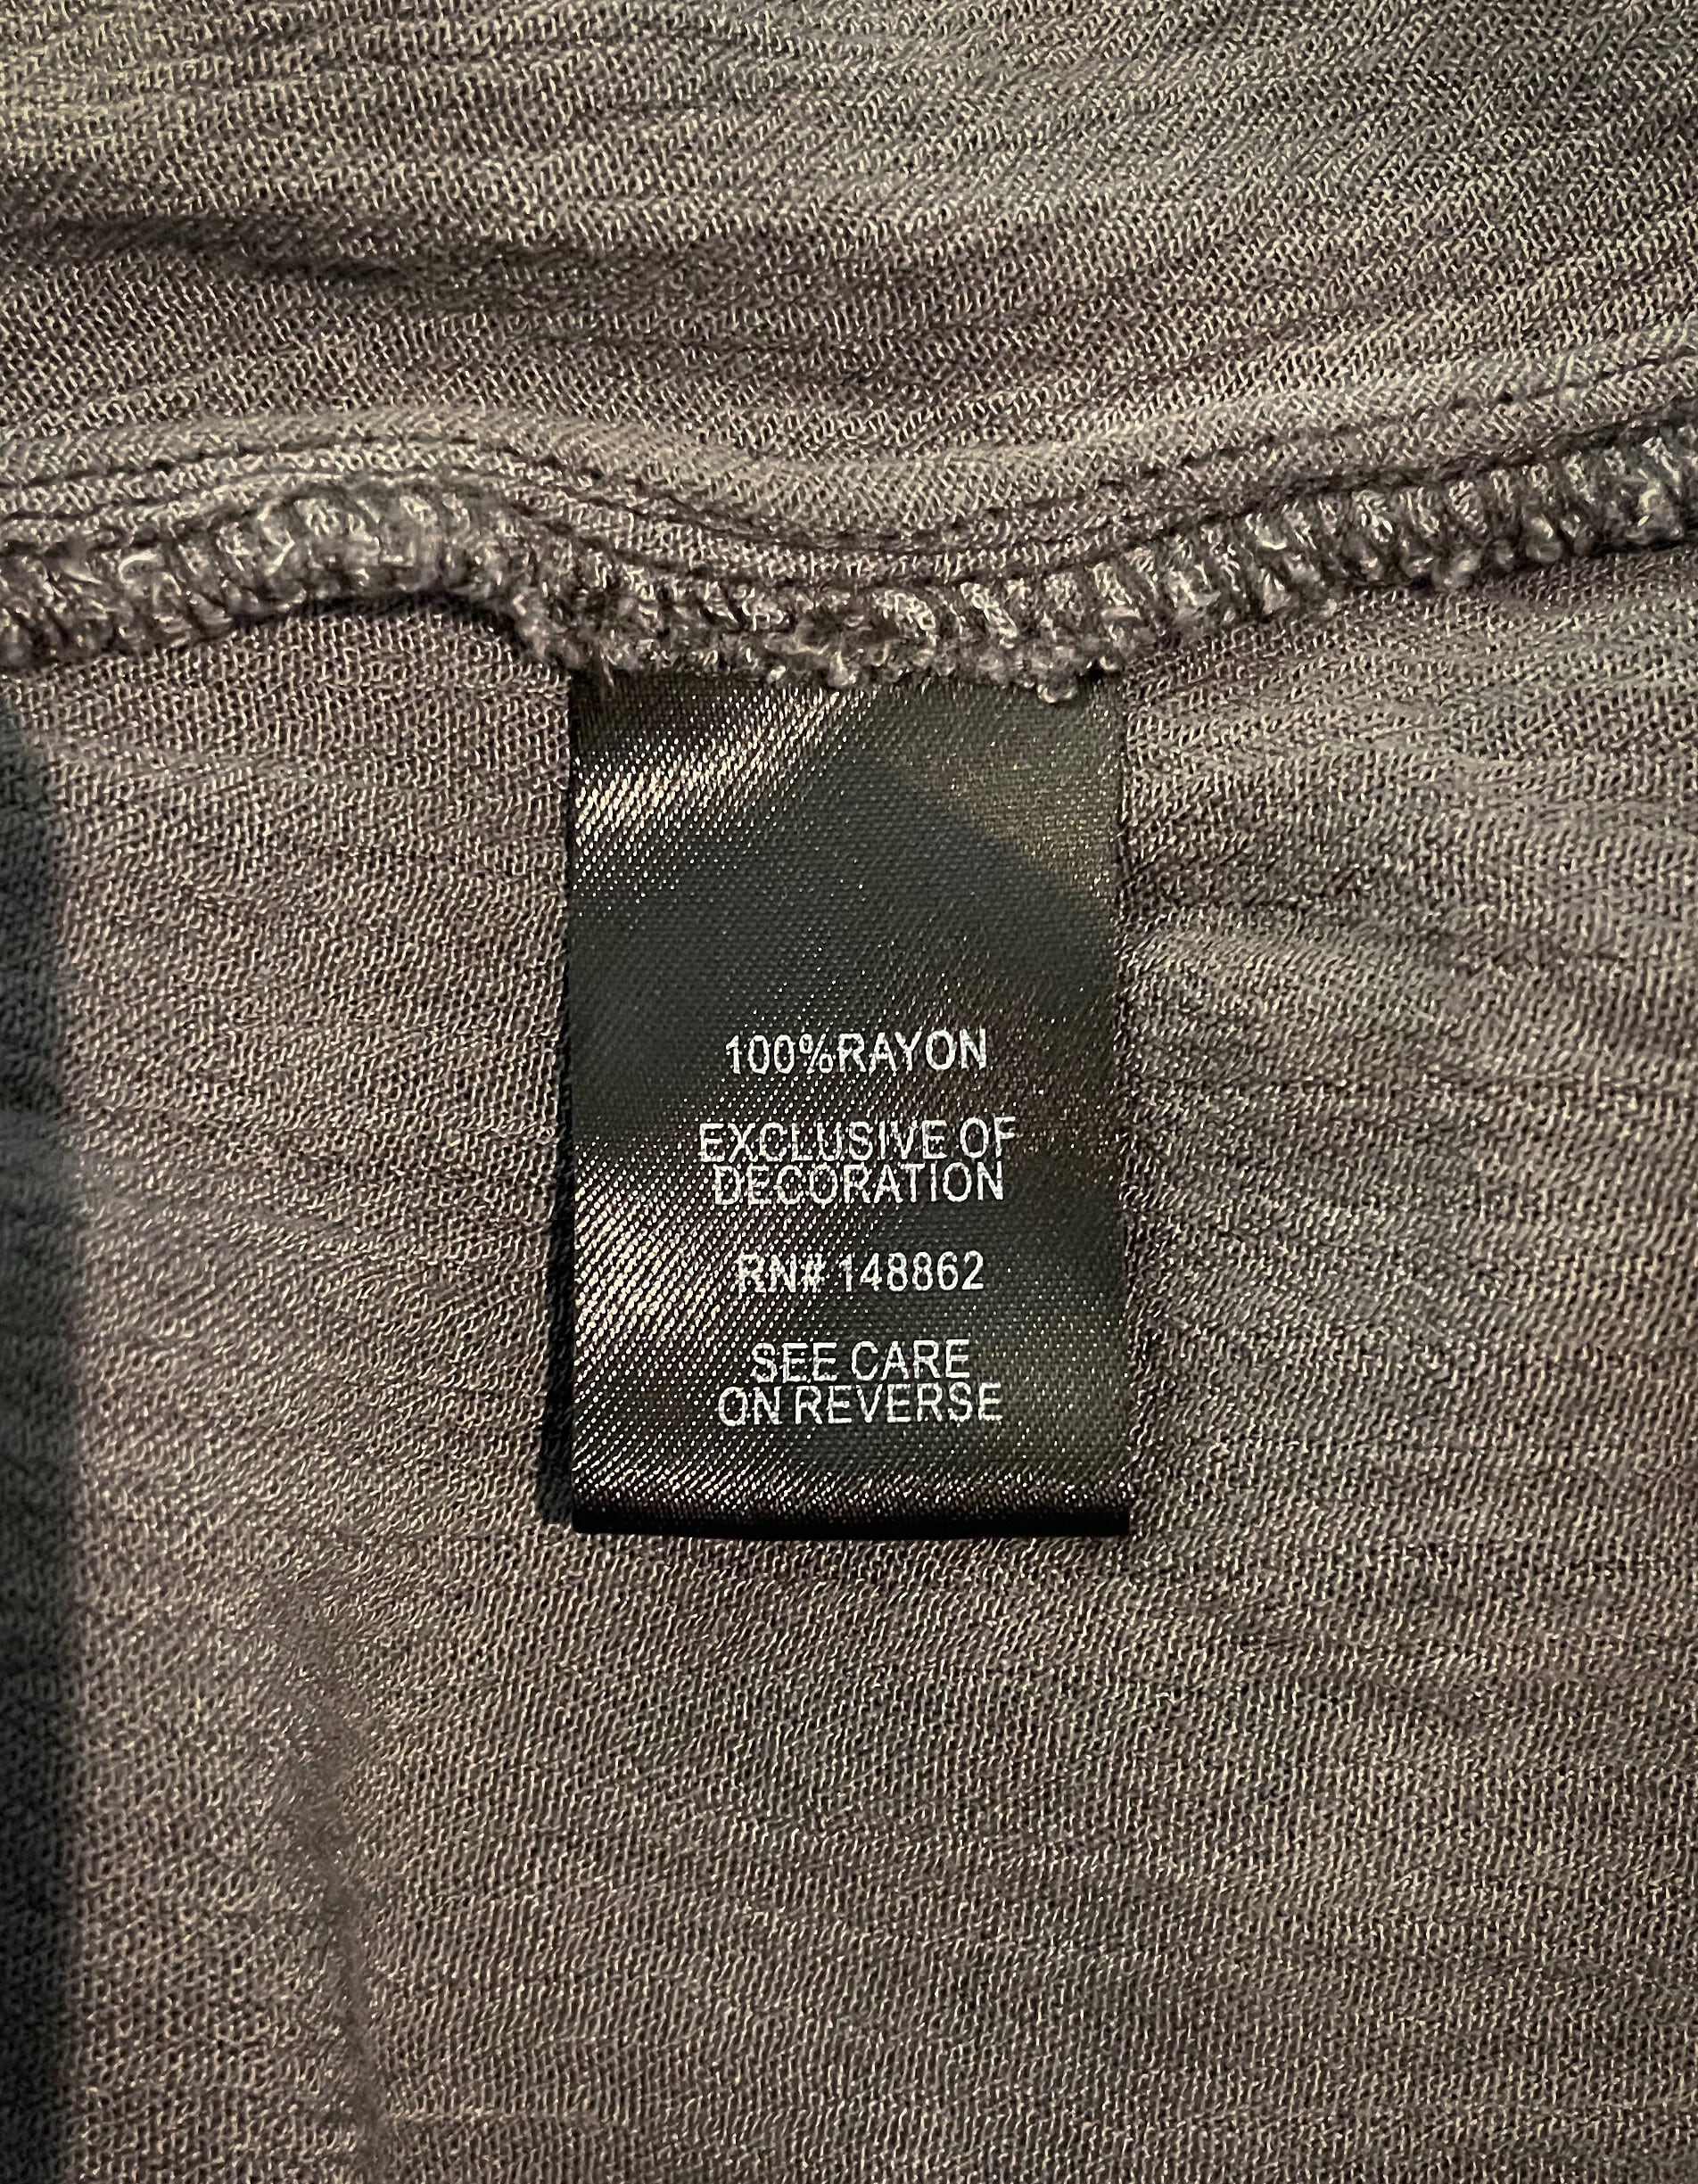 100%RAYON
EXCLUSIVE OF
DECORATION
RN# 148862
SEE CARE
ON REVERSE